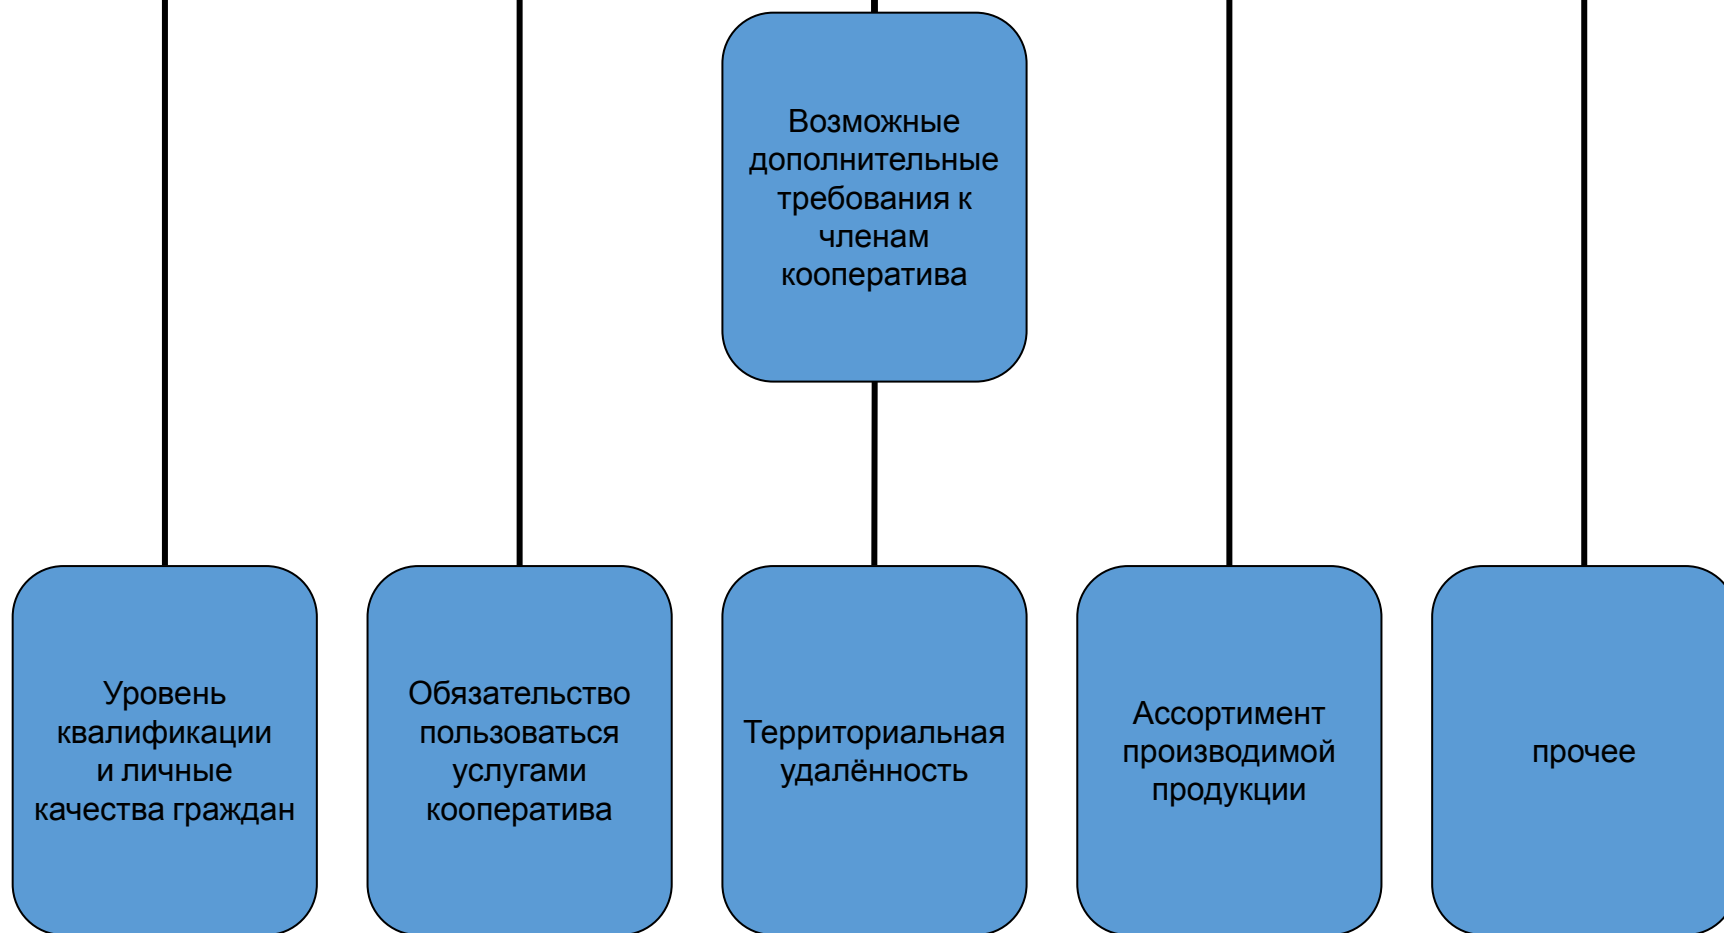 Возможные
дополнительные
требования к
членам
кооператива
Уровень
квалификации
и личные
качества граждан
Обязательство
пользоваться
услугами
кооператива
Территориальная
удалённость
Ассортимент
производимой
продукции
прочее